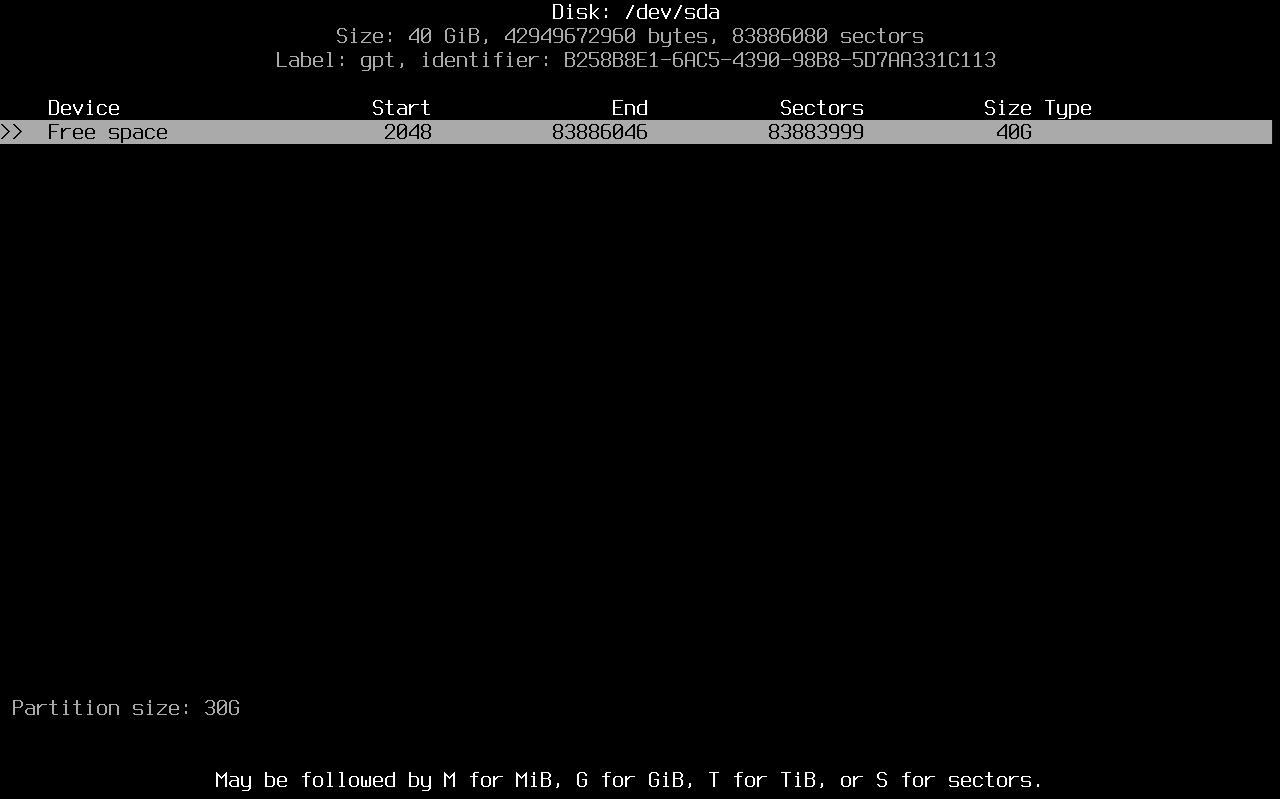 Disk: /dev/sda
Size: 40 GiB, 42949672960 bytes, 83886080 sectors
Label: gpt, identifier: B258B8E1-6AC5-4390-98B8-5D7AA331C113
Device Start End Sectors Size Type
>> Free space 2048 83886046 83883999 40G
Partition size: 30G
May be followed by M for MiB, G for GiB, T for TiB, or S for sectors.